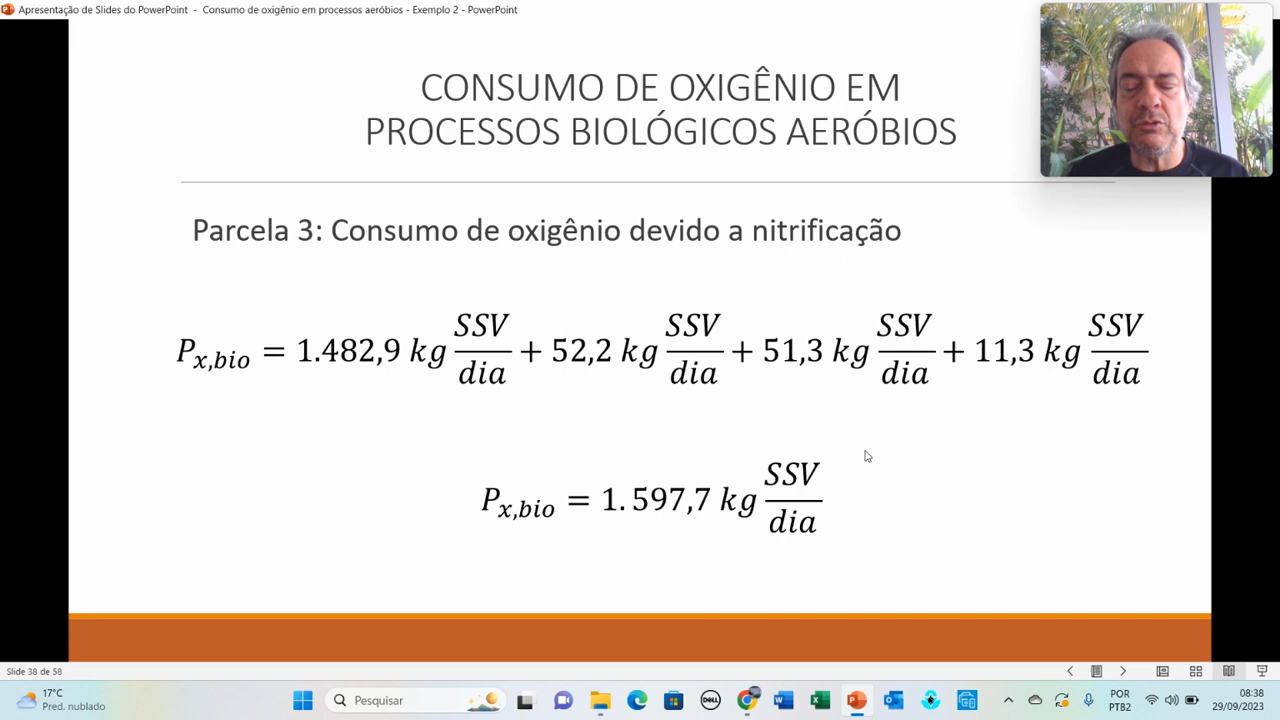 Apresentação de Slides do PowerPoint - Consumo de oxigênio em processos aeróbios - Exemplo 2 - PowerPoint
CONSUMO DE OXIGÊNIO EM
PROCESSOS BIOLÓGICOS AERÓBIOS
Parcela 3: Consumo de oxigênio devido a nitrificação
P_{x,bio} = 1.482,9 kg SSV/dia + 52,2 kg SSV/dia + 51,3 kg SSV/dia + 11,3 kg SSV/dia
P_{x,bio} = 1.597,7 kg SSV/dia
Slide 38 de 58
17°C
Pred. nublado
Pesquisar
DELL
POR
PTB2
08:38
29/09/2023